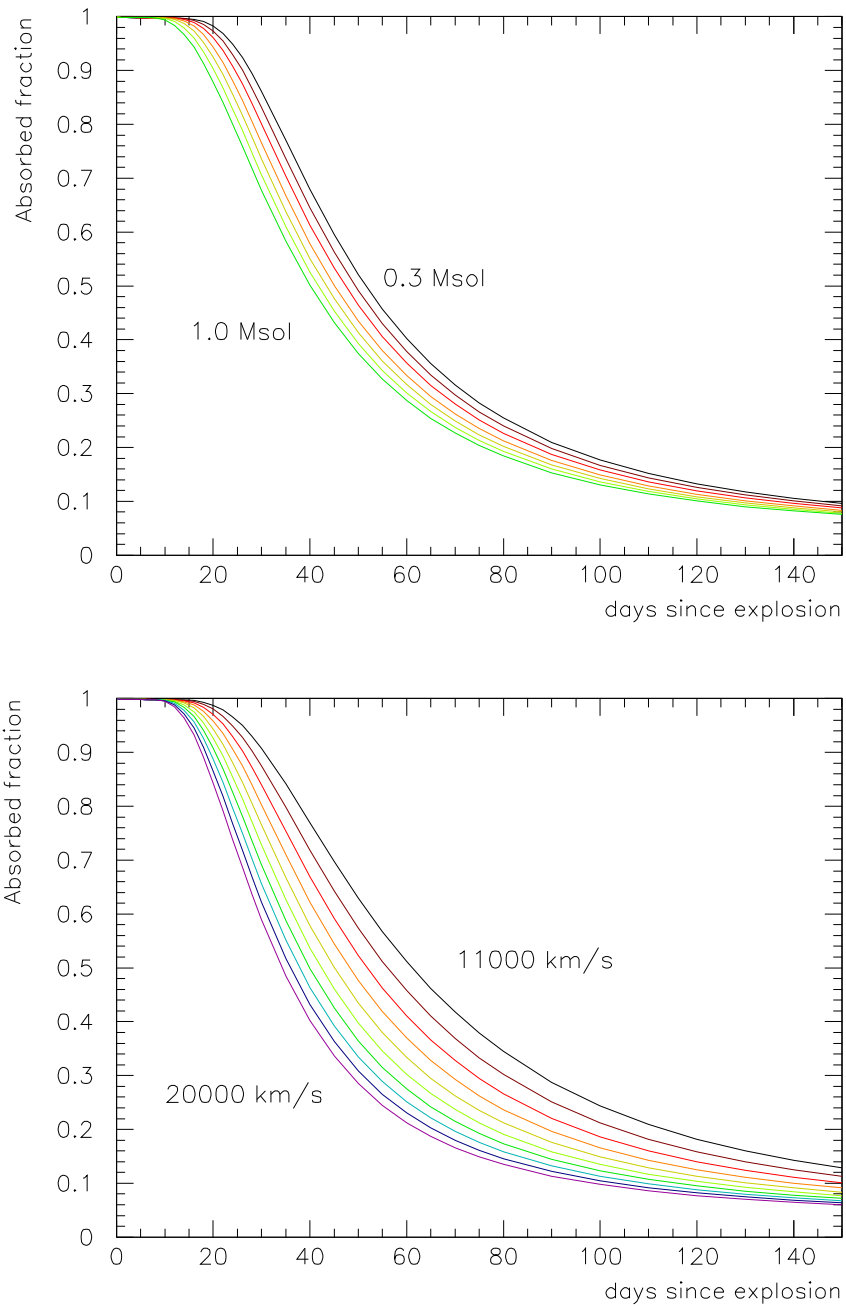 Absorbed fraction
1
0.9
0.8
0.7
0.6
0.5
0.4
0.3
0.2
0.1
0
0.3 Msol
1.0 Msol
0 20 40 60 80 100 120 140
days since explosion
Absorbed fraction
1
0.9
0.8
0.7
0.6
0.5
0.4
0.3
0.2
0.1
0
11000 km/s
20000 km/s
0 20 40 60 80 100 120 140
days since explosion